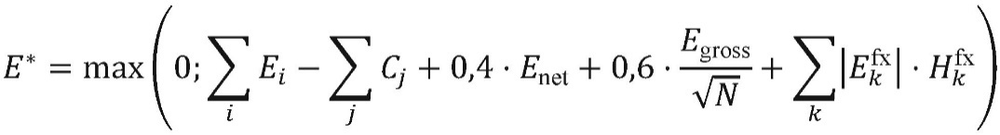 E* = max(0; ∑_i E_i − ∑_j C_j + 0,4 · E_net + 0,6 · E_gross/√N + ∑_k |E_k^fx| · H_k^fx)